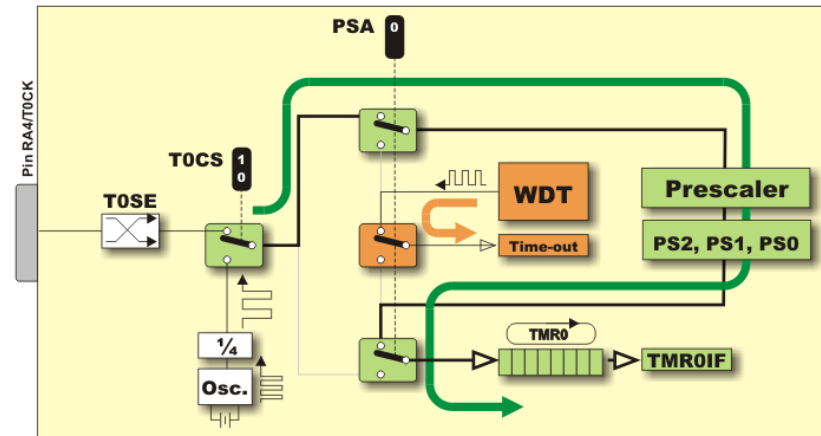 PSA
0
Pin RA4/T0CK
T0CS
1
0
T0SE
WDT
Time-out
Prescaler
PS2, PS1, PS0
¼
Osc.
TMR0
TMR0IF